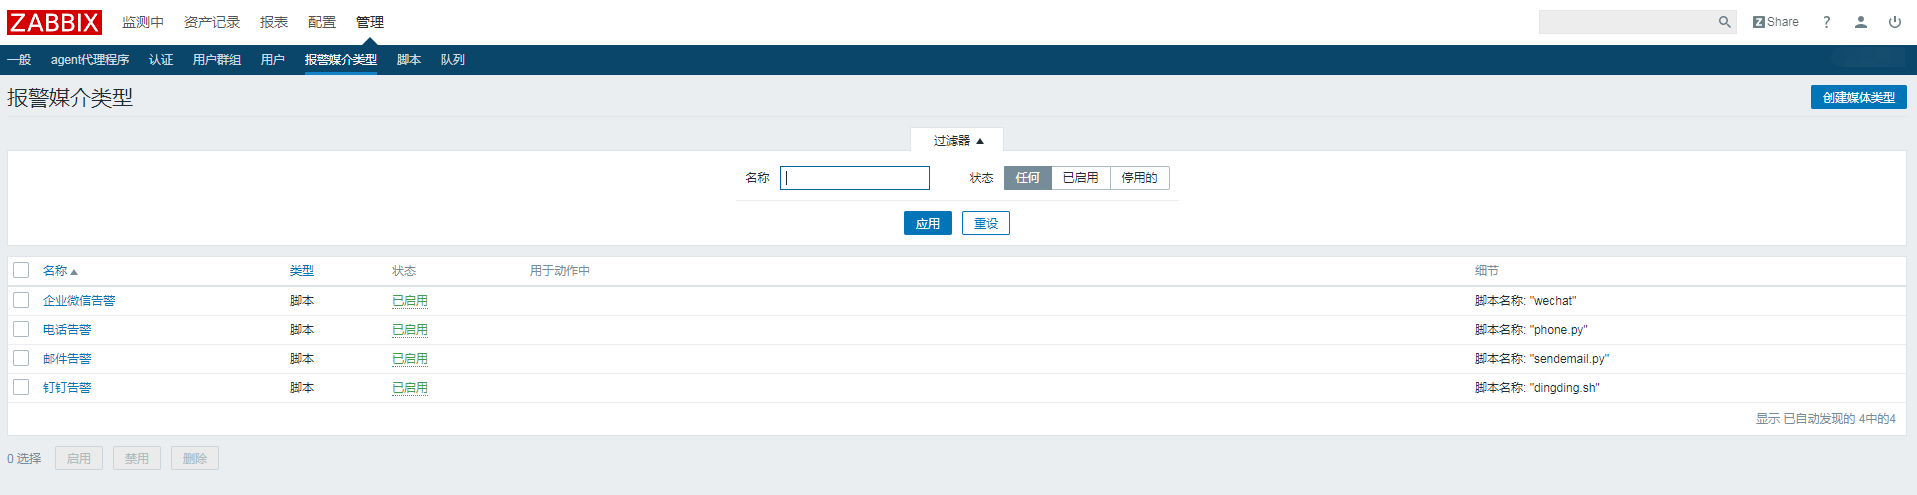 ZABBIX 监测中 资产记录 报表 配置 管理 Z Share ?
一般 agent代理程序 认证 用户群组 用户 报警媒介类型 脚本 队列
报警媒介类型 创建媒体类型
过滤器
名称 状态 任何 已启用 停用的
应用 重设
名称 类型 状态 用于动作中 细节
企业微信告警 脚本 已启用 脚本名称: "wechat"
电话告警 脚本 已启用 脚本名称: "phone.py"
邮件告警 脚本 已启用 脚本名称: "sendemail.py"
钉钉告警 脚本 已启用 脚本名称: "dingding.sh"
显示 已自动发现的 4中的4
0 选择 启用 禁用 删除